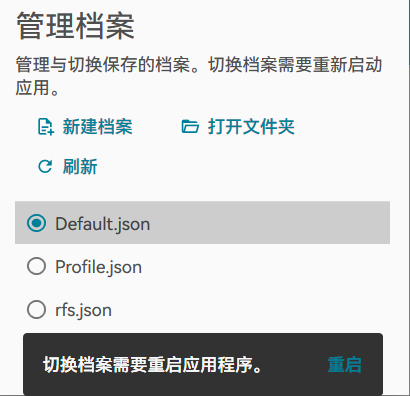 管理档案
管理与切换保存的档案。切换档案需要重新启动
应用。
新建档案 打开文件夹
刷新
Default.json
Profile.json
rfs.json
切换档案需要重启应用程序。 重启